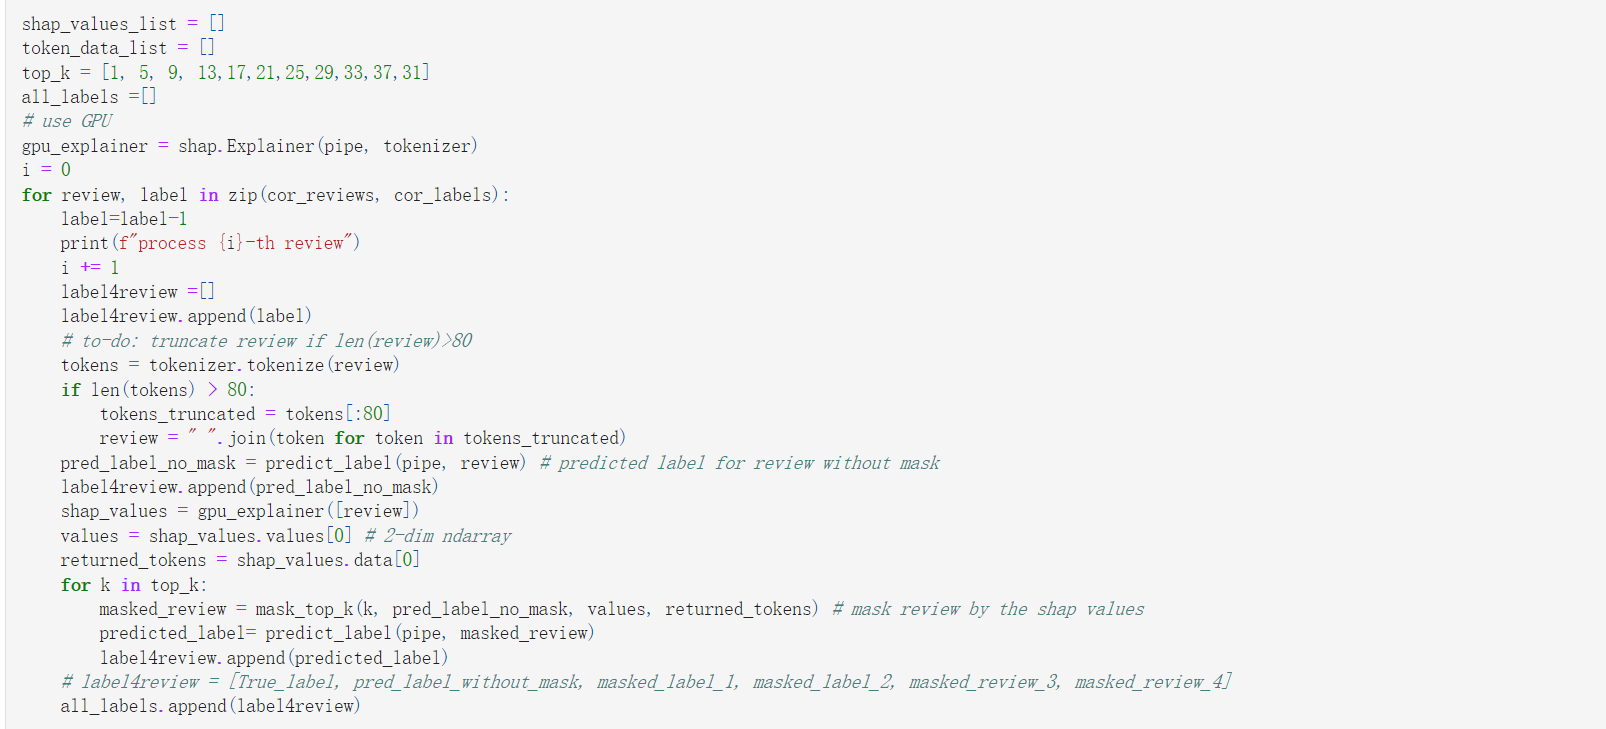 shap_values_list = []
token_data_list = []
top_k = [1, 5, 9, 13,17,21,25,29,33,37,31]
all_labels =[]
# use GPU
gpu_explainer = shap.Explainer(pipe, tokenizer)
i = 0
for review, label in zip(cor_reviews, cor_labels):
    label=label-1
    print(f"process {i}-th review")
    i += 1
    label4review =[]
    label4review.append(label)
    # to-do: truncate review if len(review)>80
    tokens = tokenizer.tokenize(review)
    if len(tokens) > 80:
        tokens_truncated = tokens[:80]
        review = " ".join(token for token in tokens_truncated)
    pred_label_no_mask = predict_label(pipe, review) # predicted label for review without mask
    label4review.append(pred_label_no_mask)
    shap_values = gpu_explainer([review])
    values = shap_values.values[0] # 2-dim ndarray
    returned_tokens = shap_values.data[0]
    for k in top_k:
        masked_review = mask_top_k(k, pred_label_no_mask, values, returned_tokens) # mask review by the shap values
        predicted_label= predict_label(pipe, masked_review)
        label4review.append(predicted_label)
    # label4review = [True_label, pred_label_without_mask, masked_label_1, masked_label_2, masked_review_3, masked_review_4]
    all_labels.append(label4review)